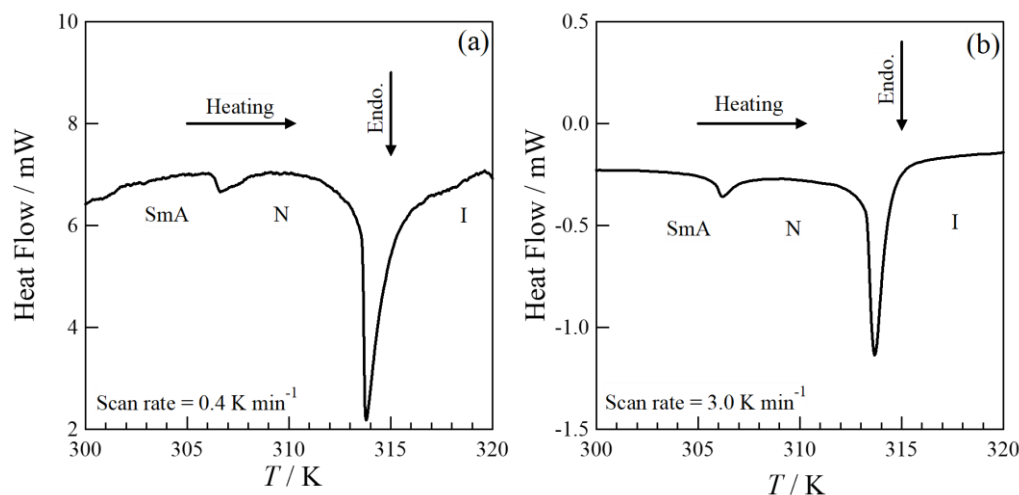 (a)
10
8
6
4
2
Heat Flow / mW
Heating
Endo.
SmA
N
I
Scan rate = 0.4 K min⁻¹
300
305
310
315
320
T / K
(b)
0.5
0.0
-0.5
-1.0
-1.5
Heat Flow / mW
Heating
Endo.
SmA
N
I
Scan rate = 3.0 K min⁻¹
300
305
310
315
320
T / K